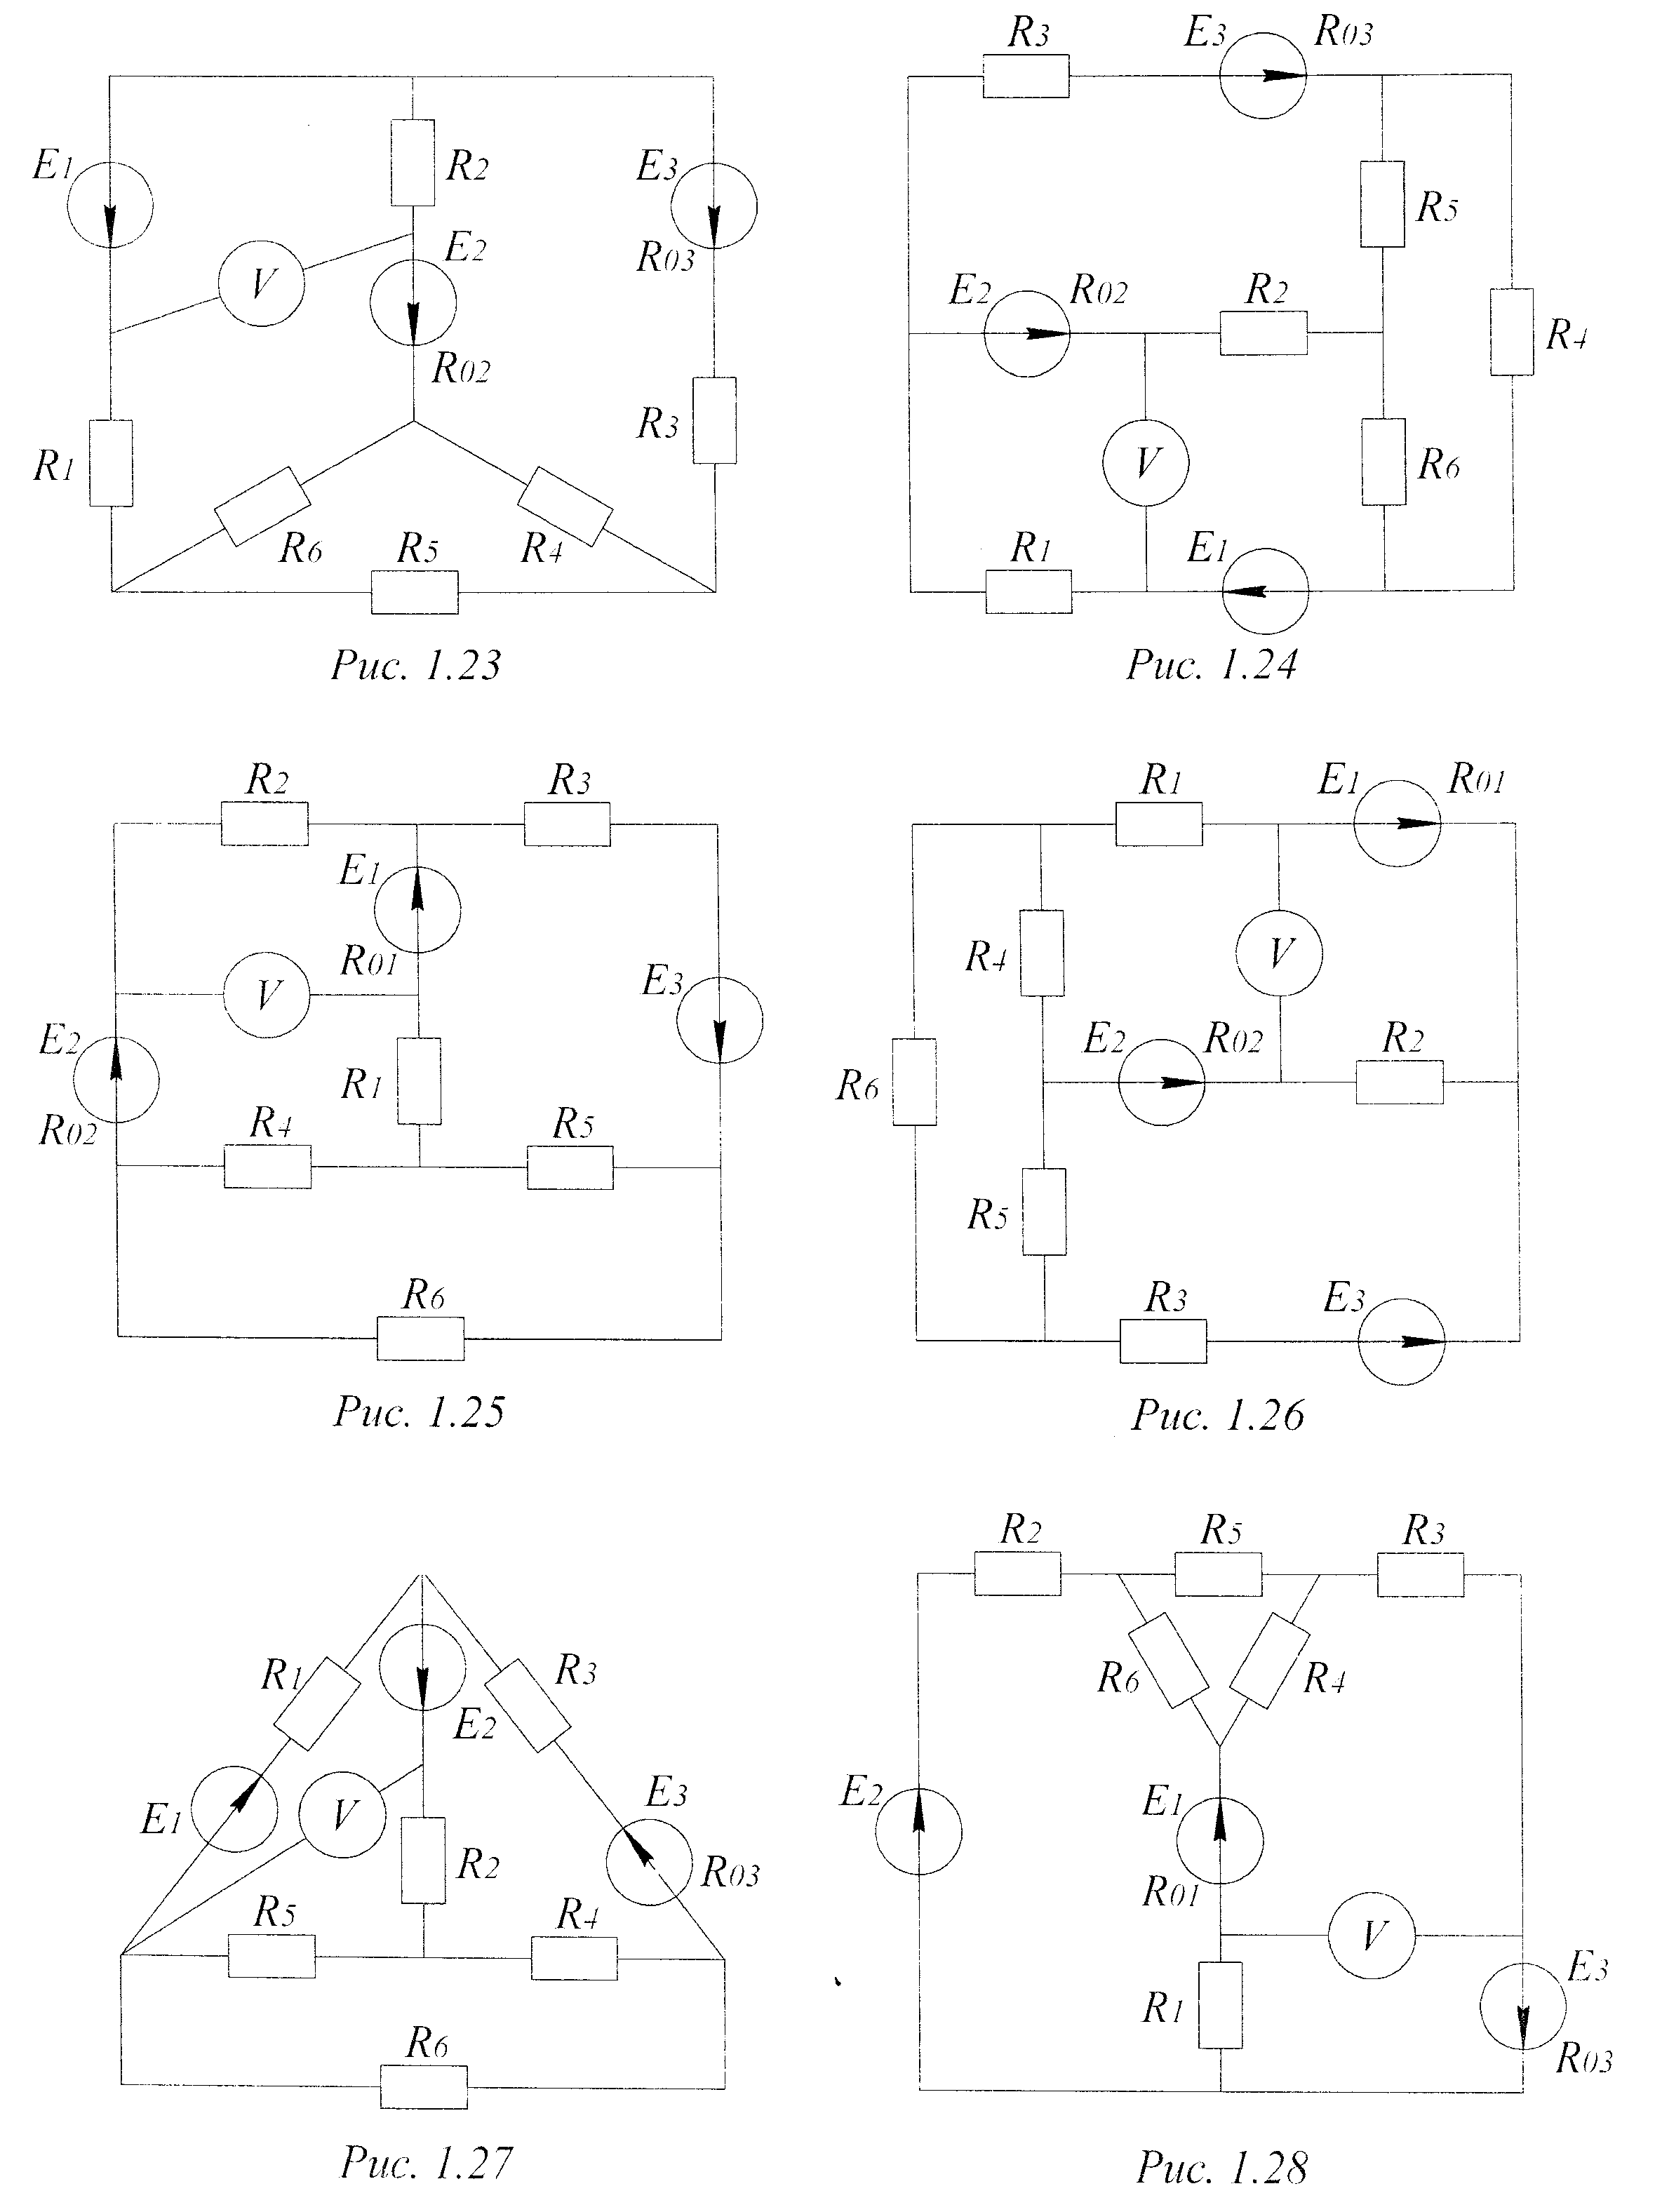 E1
R2
E3
V
E2
R03
R02
R1
R3
R6
R5
R4
Рис. 1.23
R3
E3
R03
R5
E2
R02
R2
R4
V
R6
R1
E1
Рис. 1.24
R2
R3
E1
R01
V
E3
E2
R1
R02
R4
R5
R6
Рис. 1.25
R1
E1
R01
R4
V
E2
R02
R2
R6
R5
R3
E3
Рис. 1.26
R1
R3
E2
E1
V
E3
R2
R03
R5
R4
R6
Рис. 1.27
R2
R5
R3
R6
R4
E2
E1
R01
V
R1
E3
R03
Рис. 1.28